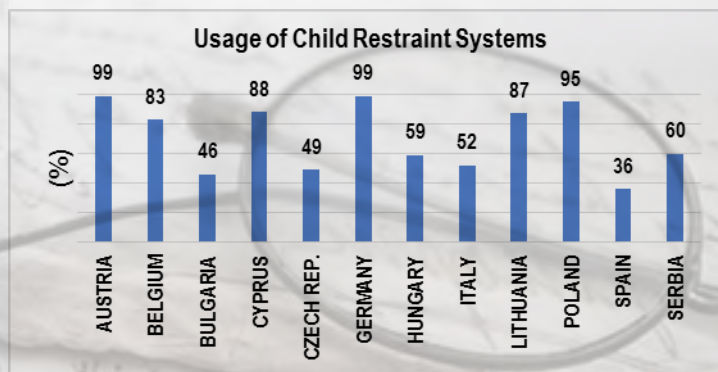 Usage of Child Restraint Systems
99 83 46 88 49 99 59 52 87 95 36 60
(%)
AUSTRIA
BELGIUM
BULGARIA
CYPRUS
CZECH REP.
GERMANY
HUNGARY
ITALY
LITHUANIA
POLAND
SPAIN
SERBIA